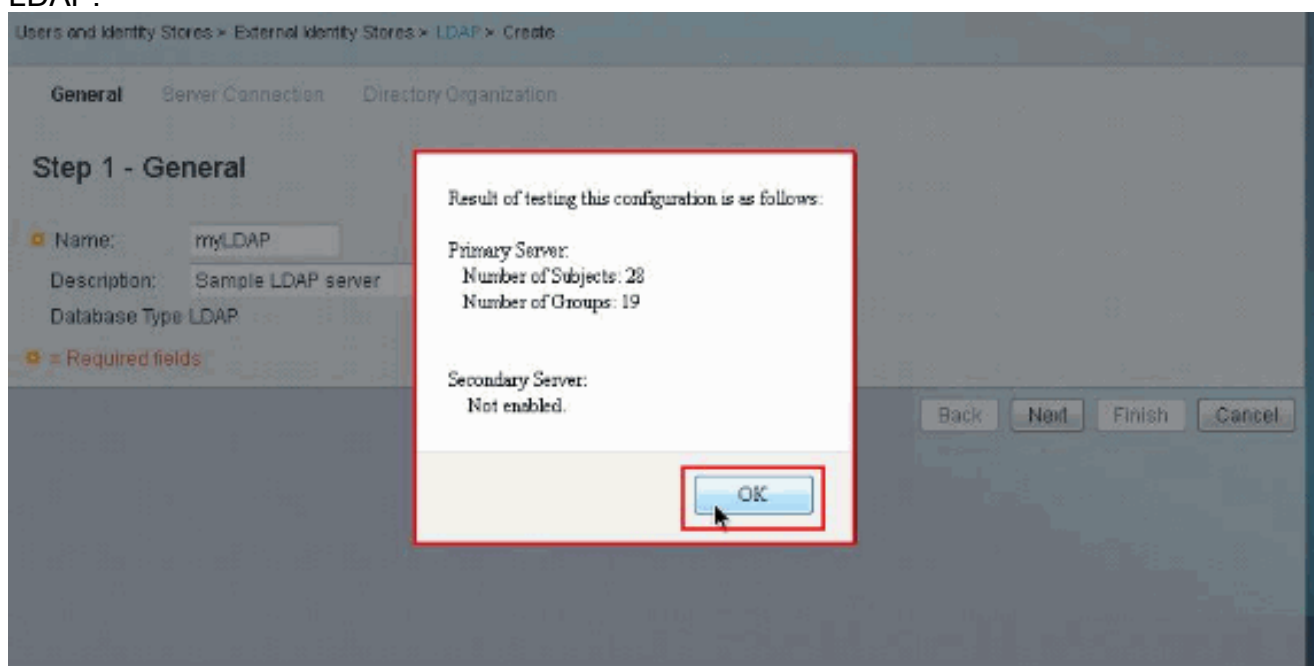 LDAP.
Users and Identity Stores > External Identity Stores > LDAP > Create
General Server Connection Directory Organization
Step 1 - General
Name: myLDAP
Description: Sample LDAP server
Database Type LDAP
= Required fields
Result of testing this configuration is as follows:
Primary Server:
Number of Subjects: 28
Number of Groups: 19
Secondary Server:
Not enabled.
OK
Back Next Finish Cancel